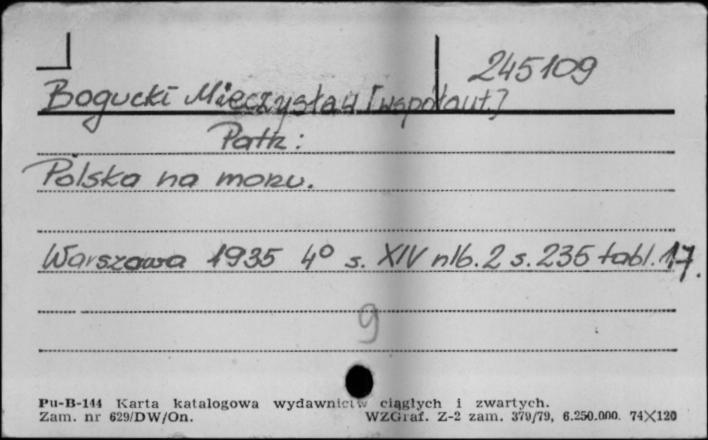 245109
Bogucki Mieczysław [współaut.]
Patrz:
Polska na morzu.
Warszawa 1935 4° s. XIV nlb. 2 s. 235 tabl. 17.
9
Pu-B-144 Karta katalogowa wydawnictw ciągłych i zwartych.
Zam. nr 629/DW/On. WZGraf. Z-2 zam. 379/79, 6.250.000. 74×120